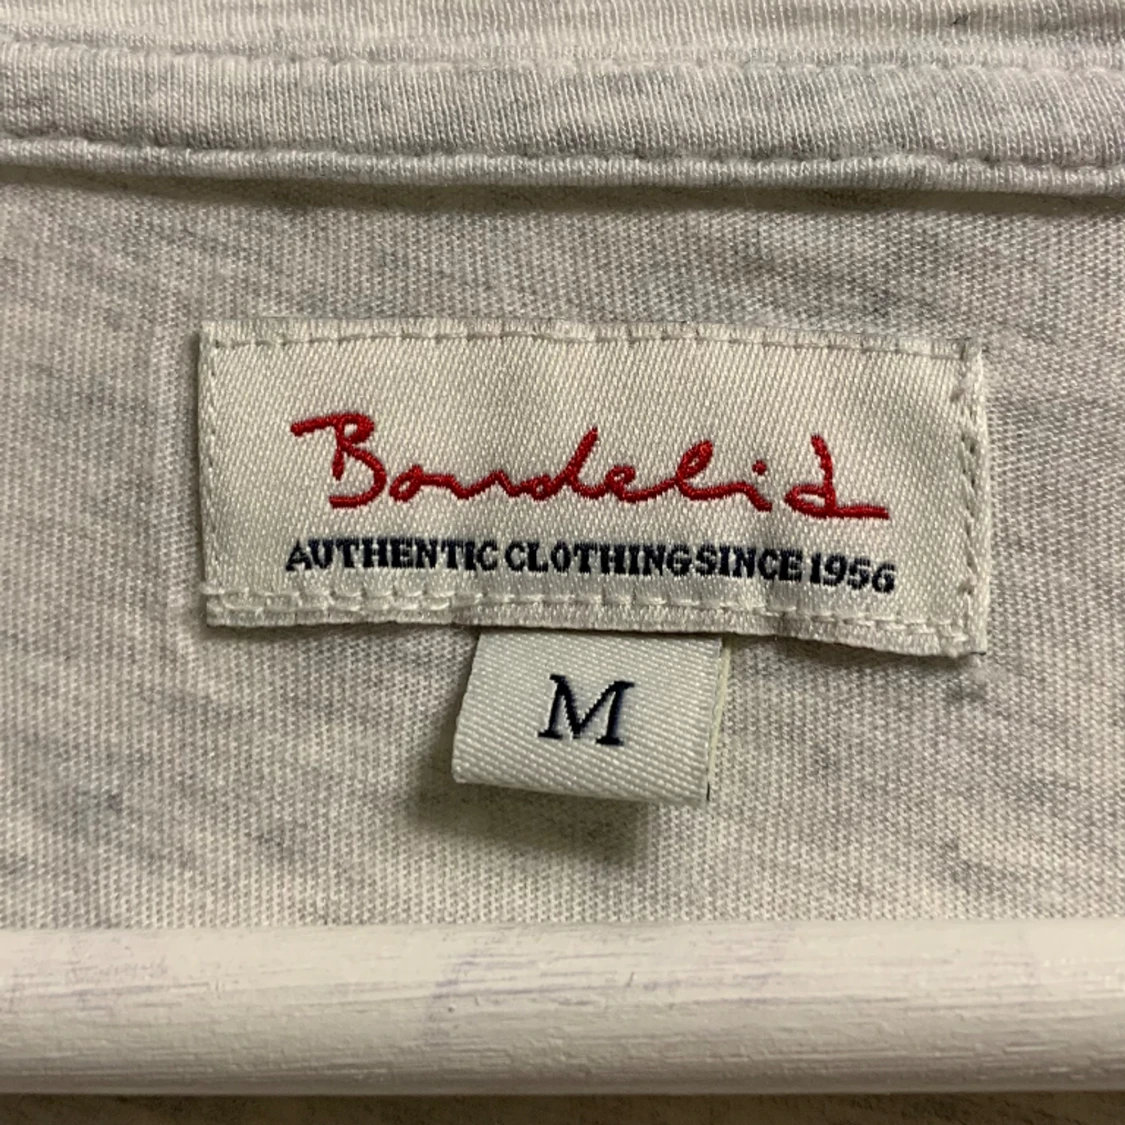 Bondelid
AUTHENTIC CLOTHING SINCE 1956
M